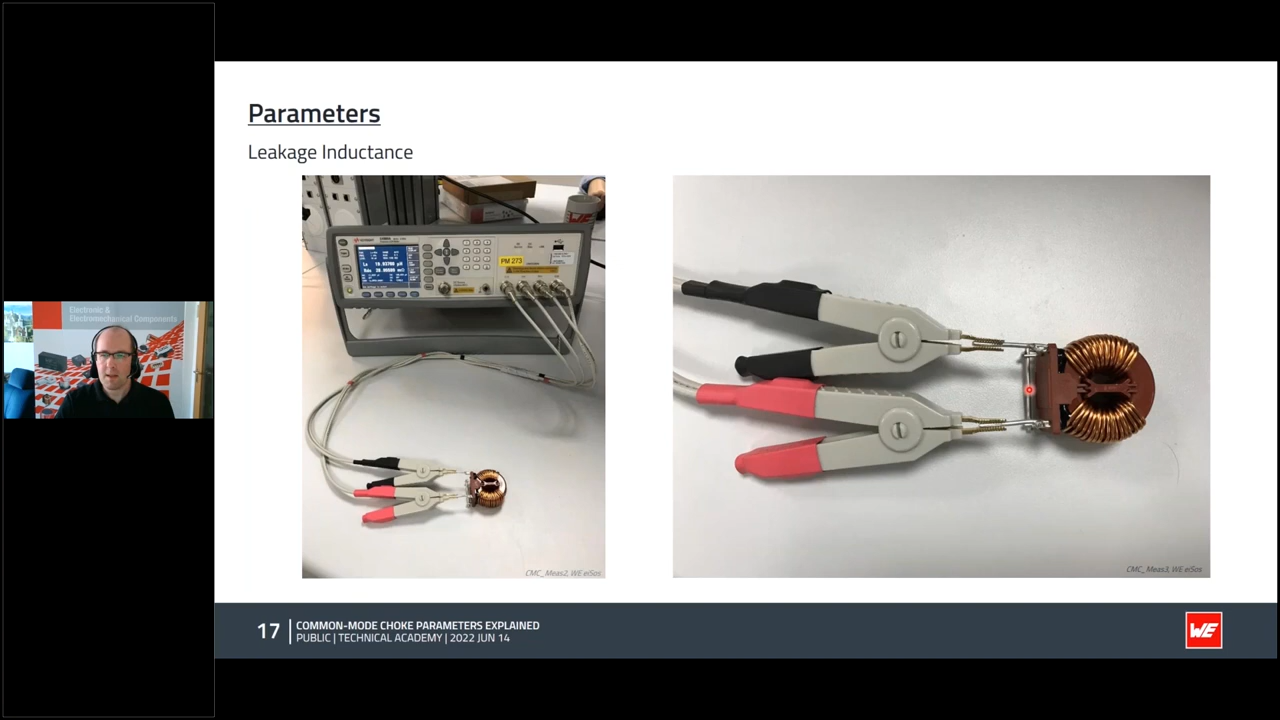 Parameters
Leakage Inductance
Electronic &
Electromechanical Components
PM 273
WE
CMC_Meas2, WE eiSos
CMC_Meas3, WE eiSos
17
COMMON-MODE CHOKE PARAMETERS EXPLAINED
PUBLIC | TECHNICAL ACADEMY | 2022 JUN 14
WE